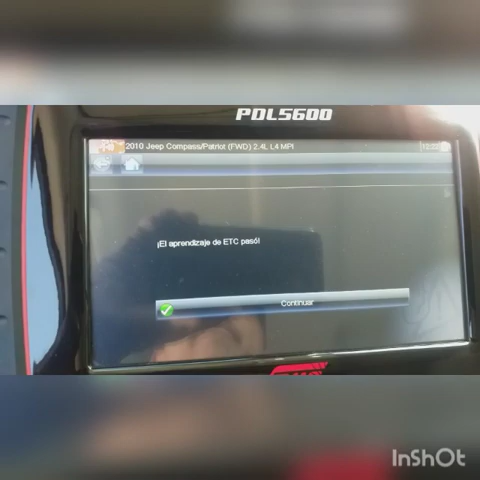 PDL5600
2010 Jeep Compass/Patriot (FWD) 2.4L L4 MPI
¡El aprendizaje de ETC pasó!
Continuar
InShOt